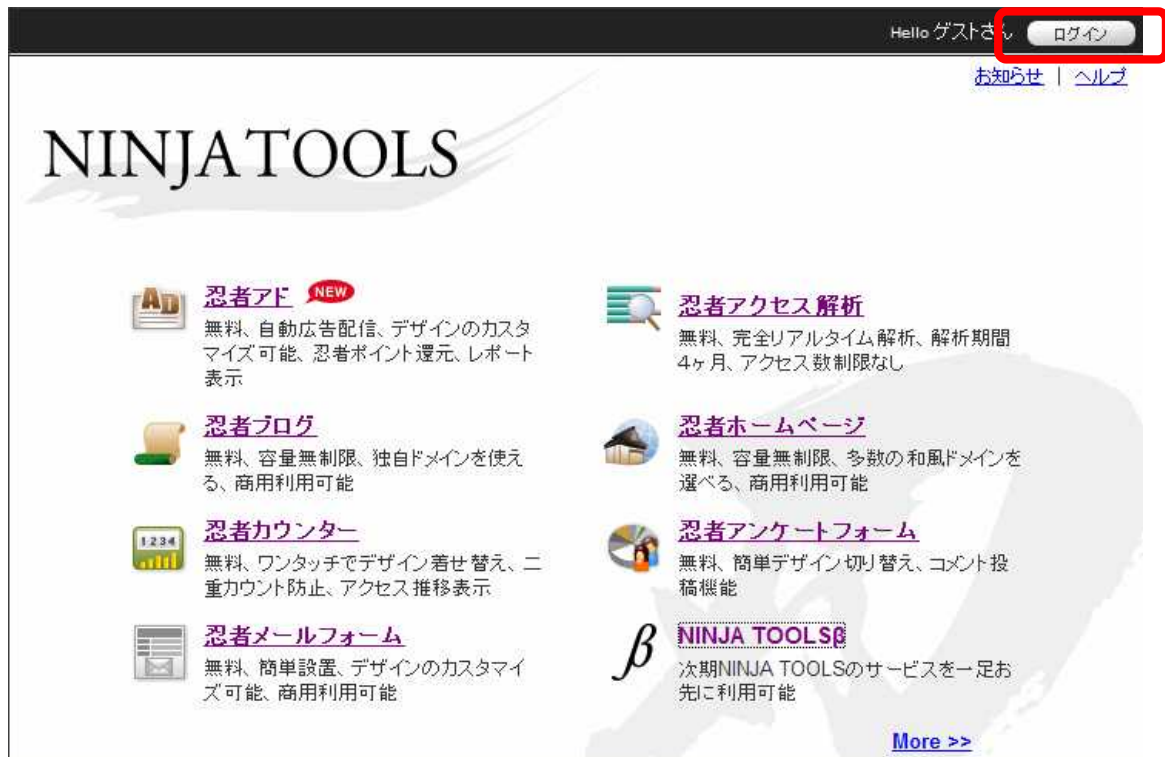 Hello ゲストさん ログイン
お知らせ | ヘルプ
NINJA TOOLS
忍者アド NEW
無料、自動広告配信、デザインのカスタ
マイズ可能、忍者ポイント還元、レポート
表示
忍者アクセス解析
無料、完全リアルタイム解析、解析期間
4ヶ月、アクセス数制限なし
忍者ブログ
無料、容量無制限、独自ドメインを使え
る、商用利用可能
忍者ホームページ
無料、容量無制限、多数の和風ドメインを
選べる、商用利用可能
1234
忍者カウンター
無料、ワンタッチでデザイン着せ替え、二
重カウント防止、アクセス推移表示
忍者アンケートフォーム
無料、簡単デザイン切り替え、コメント投
稿機能
忍者メールフォーム
無料、簡単設置、デザインのカスタマイ
ズ可能、商用利用可能
β NINJA TOOLSβ
次期NINJA TOOLSのサービスを一足お
先に利用可能
More >>